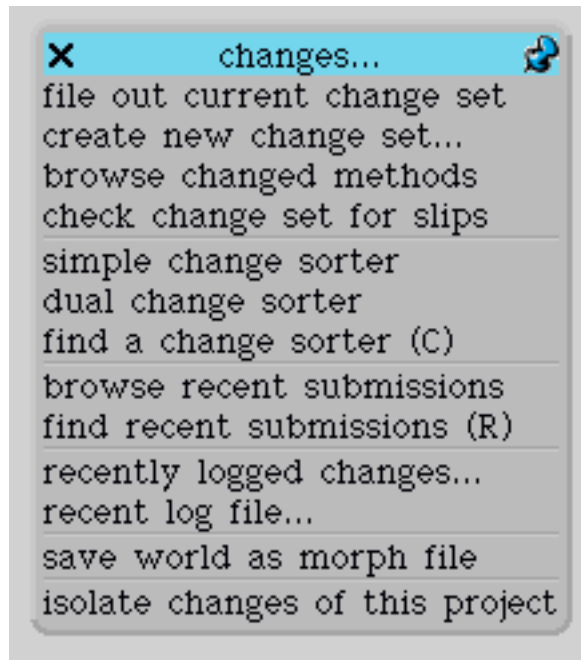 changes...
file out current change set
create new change set...
browse changed methods
check change set for slips
simple change sorter
dual change sorter
find a change sorter (C)
browse recent submissions
find recent submissions (R)
recently logged changes...
recent log file...
save world as morph file
isolate changes of this project